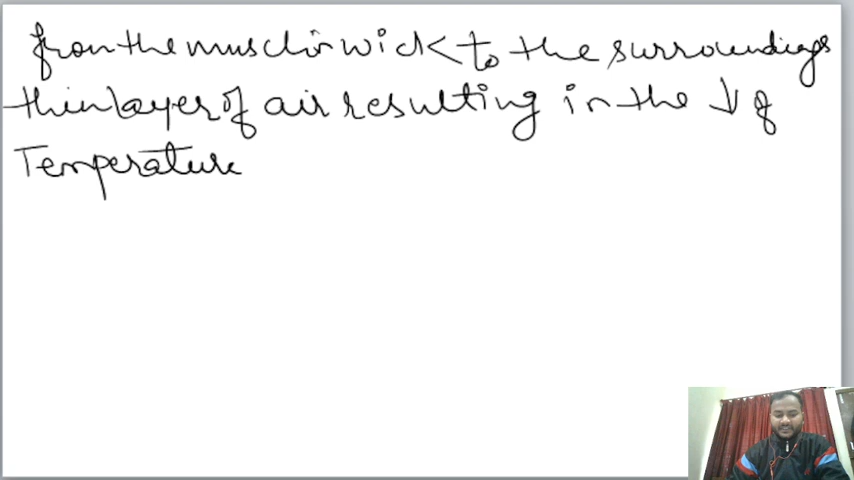 from the muslin wick to the surroundings
thin layer of air resulting in the ↓ of
Temperature